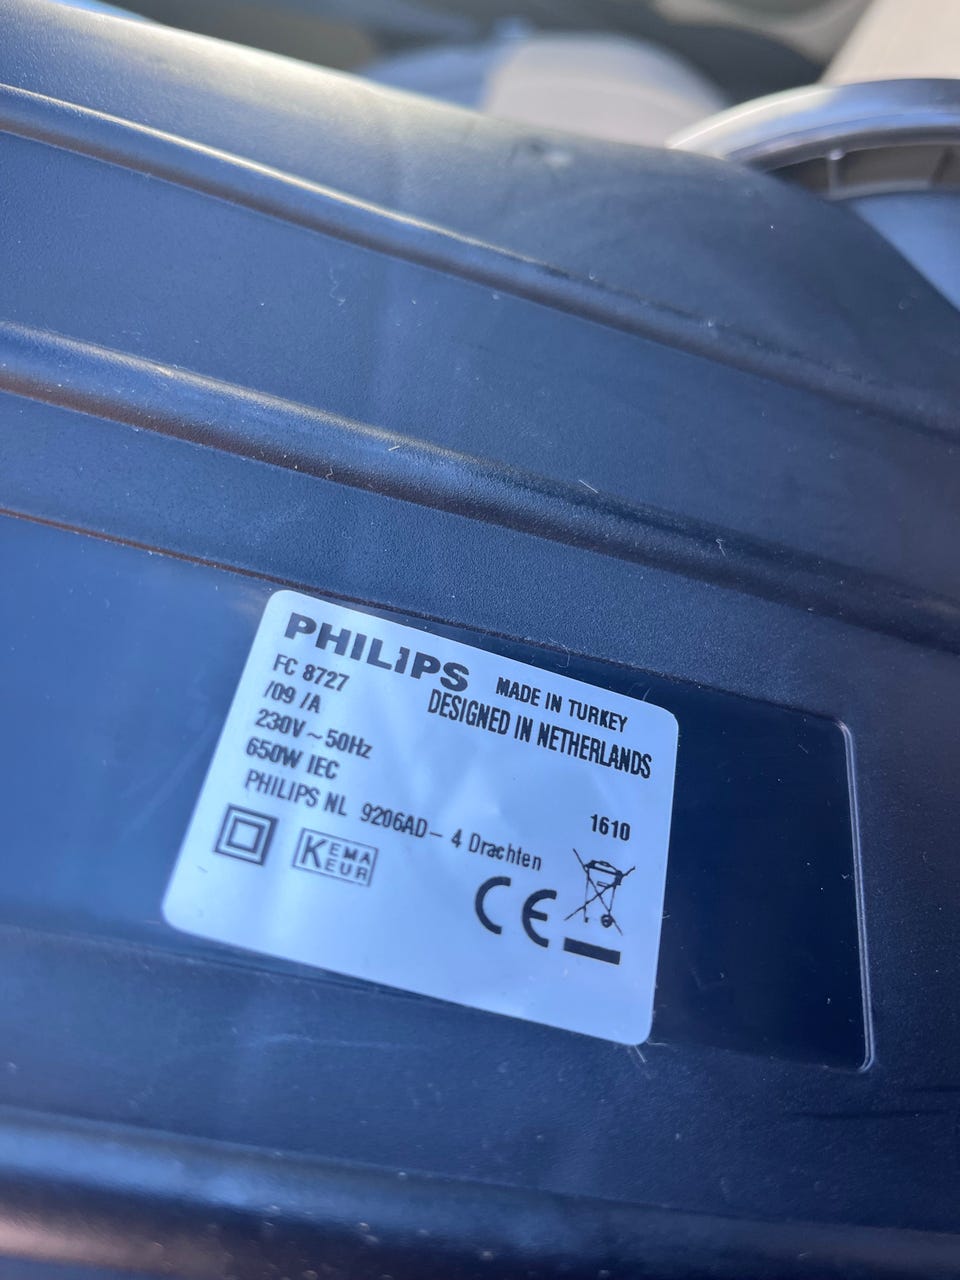 PHILIPS
FC 8727
/09 /A
230V ~ 50Hz
650W IEC
MADE IN TURKEY
DESIGNED IN NETHERLANDS
PHILIPS NL 9206AD - 4 Drachten
1610
KEMA
EUR
CE